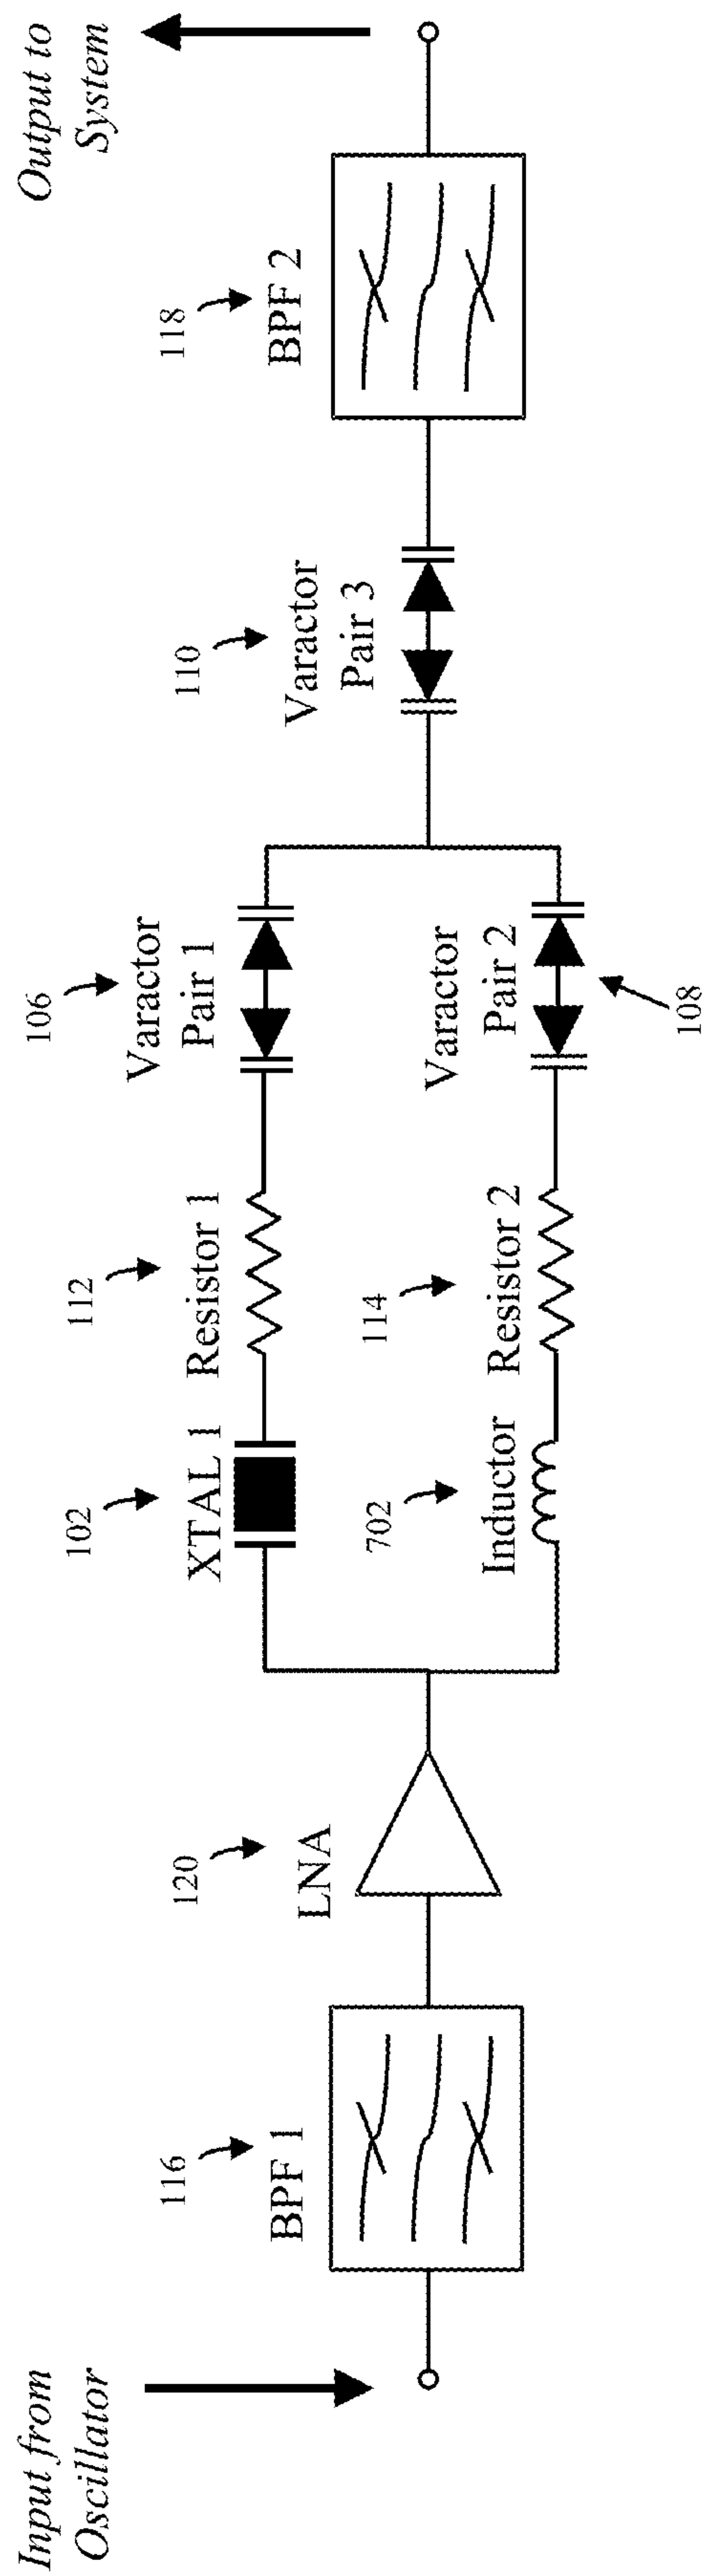 Input from
Oscillator
116
BPF 1
120
LNA
102
XTAL 1
112
Resistor 1
106
Varactor
Pair 1
702
Inductor
114
Resistor 2
Varactor
Pair 2
108
110
Varactor
Pair 3
118
BPF 2
Output to
System